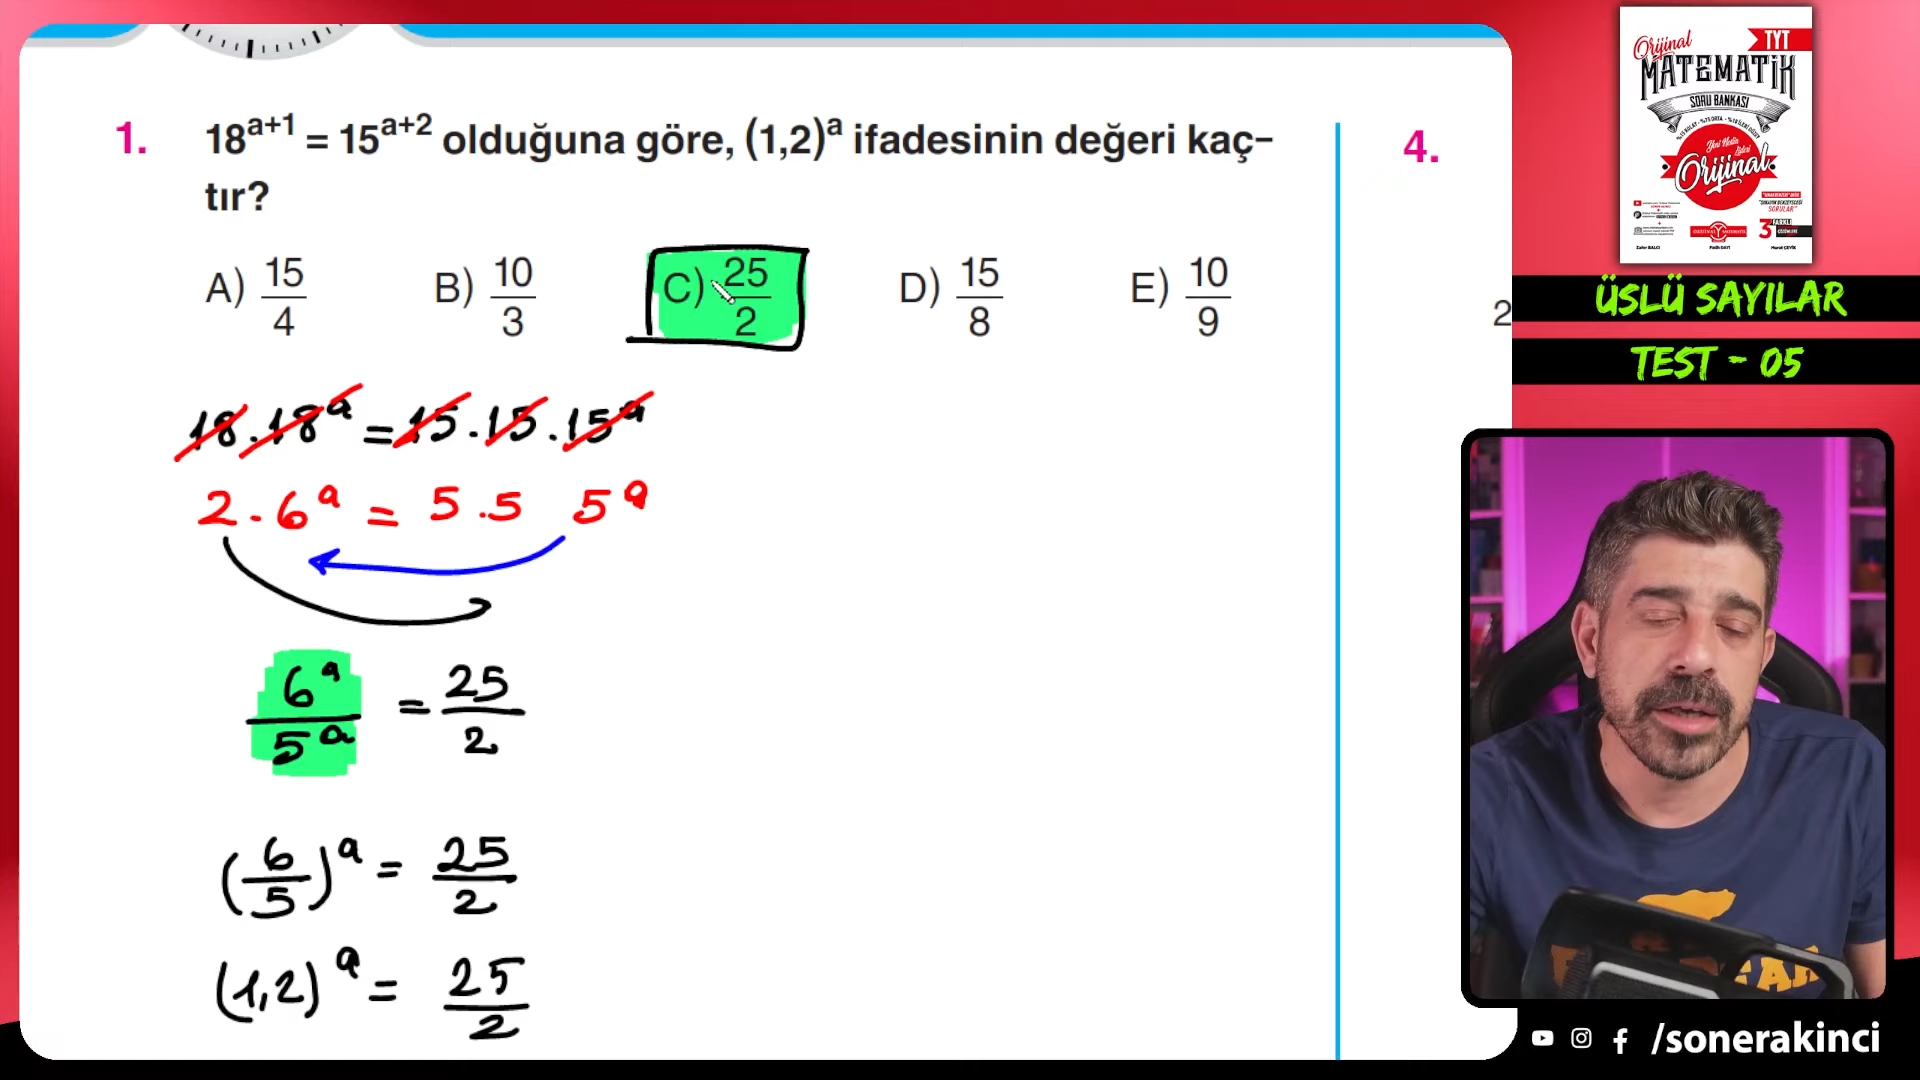 1. 18^{a+1} = 15^{a+2} olduğuna göre, (1,2)^a ifadesinin değeri kaç-
tır?
A) 15/4 B) 10/3 C) 25/2 D) 15/8 E) 10/9
18 . 18^a = 15 . 15 . 15^a
2 . 6^a = 5 . 5 5^a
6^a/5^a = 25/2
(6/5)^a = 25/2
(1,2)^a = 25/2
4.
2
Orijinal
TYT
MATEMATİK
SORU BANKASI
Orijinal
3
ÜSLÜ SAYILAR
TEST - 05
/sonerakinci